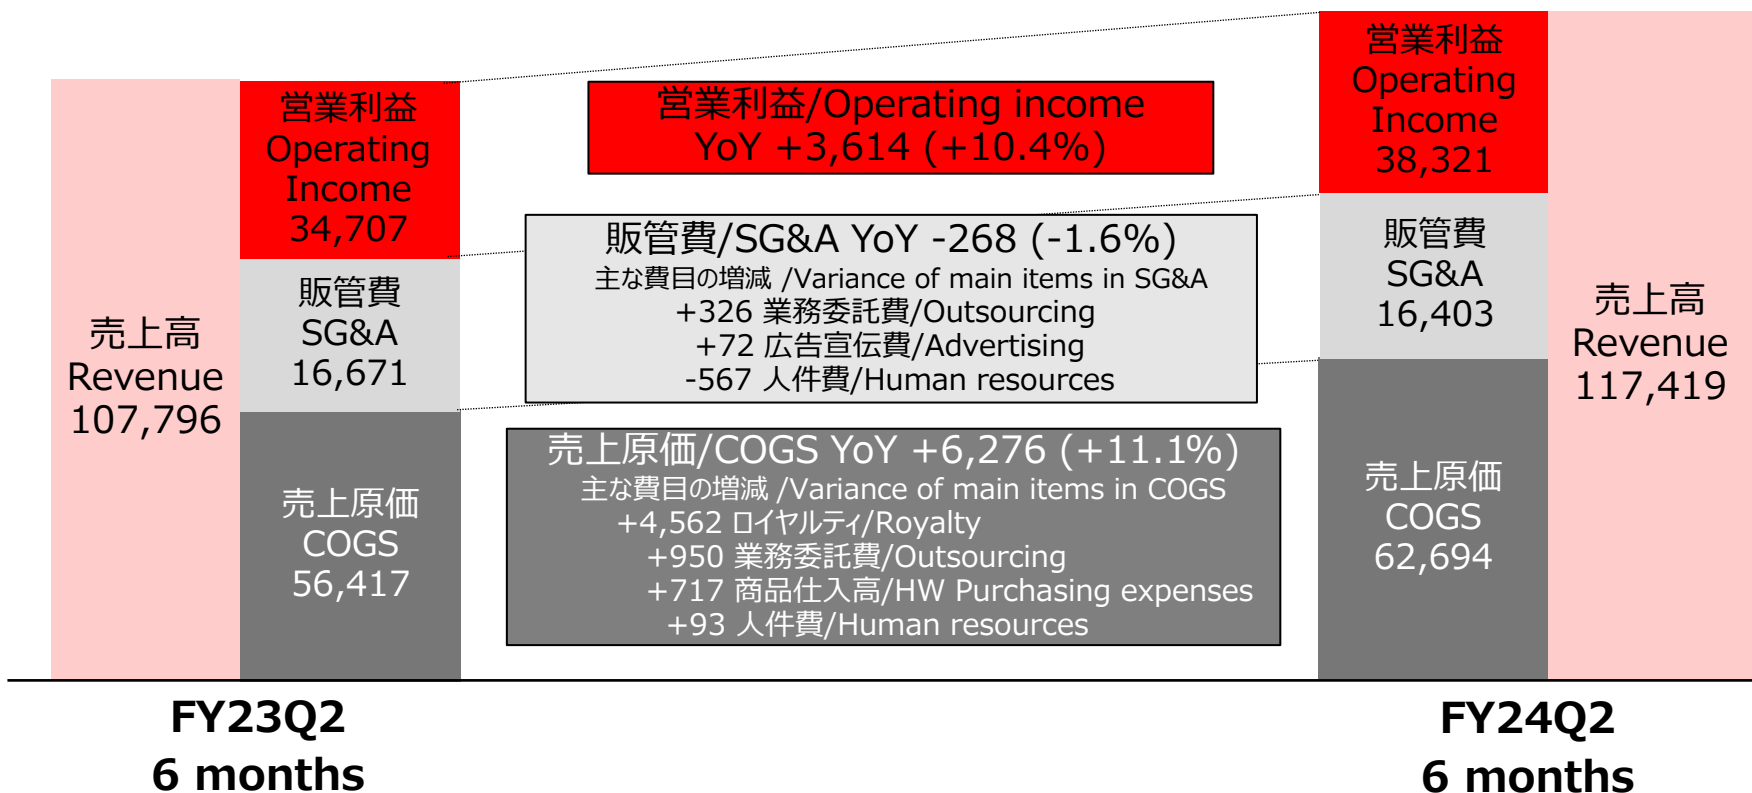 売上高
Revenue
107,796
営業利益
Operating
Income
34,707
販管費
SG&A
16,671
売上原価
COGS
56,417
営業利益/Operating income
YoY +3,614 (+10.4%)
販管費/SG&A YoY -268 (-1.6%)
主な費目の増減 /Variance of main items in SG&A
+326 業務委託費/Outsourcing
+72 広告宣伝費/Advertising
-567 人件費/Human resources
売上原価/COGS YoY +6,276 (+11.1%)
主な費目の増減 /Variance of main items in COGS
+4,562 ロイヤルティ/Royalty
+950 業務委託費/Outsourcing
+717 商品仕入高/HW Purchasing expenses
+93 人件費/Human resources
営業利益
Operating
Income
38,321
販管費
SG&A
16,403
売上原価
COGS
62,694
売上高
Revenue
117,419
FY23Q2
6 months
FY24Q2
6 months